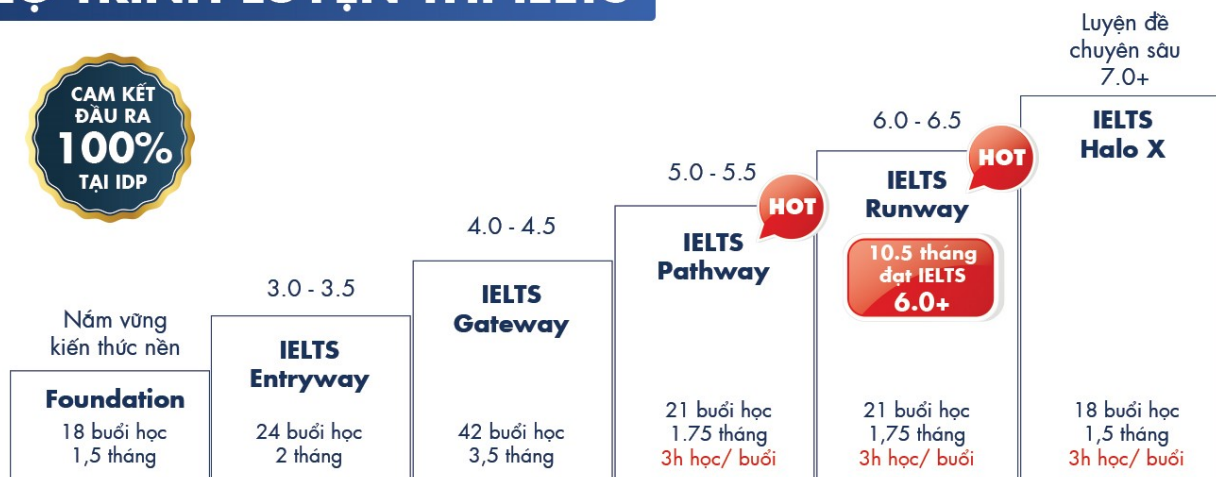 CAM KẾT
ĐẦU RA
100%
TẠI IDP
Nắm vững
kiến thức nền
Foundation
18 buổi học
1,5 tháng
3.0 - 3.5
IELTS
Entryway
24 buổi học
2 tháng
4.0 - 4.5
IELTS
Gateway
42 buổi học
3,5 tháng
5.0 - 5.5
HOT
IELTS
Pathway
21 buổi học
1.75 tháng
3h học/ buổi
6.0 - 6.5
HOT
IELTS
Runway
10.5 tháng
đạt IELTS
6.0+
21 buổi học
1,75 tháng
3h học/ buổi
Luyện đề
chuyên sâu
7.0+
IELTS
Halo X
18 buổi học
1,5 tháng
3h học/ buổi